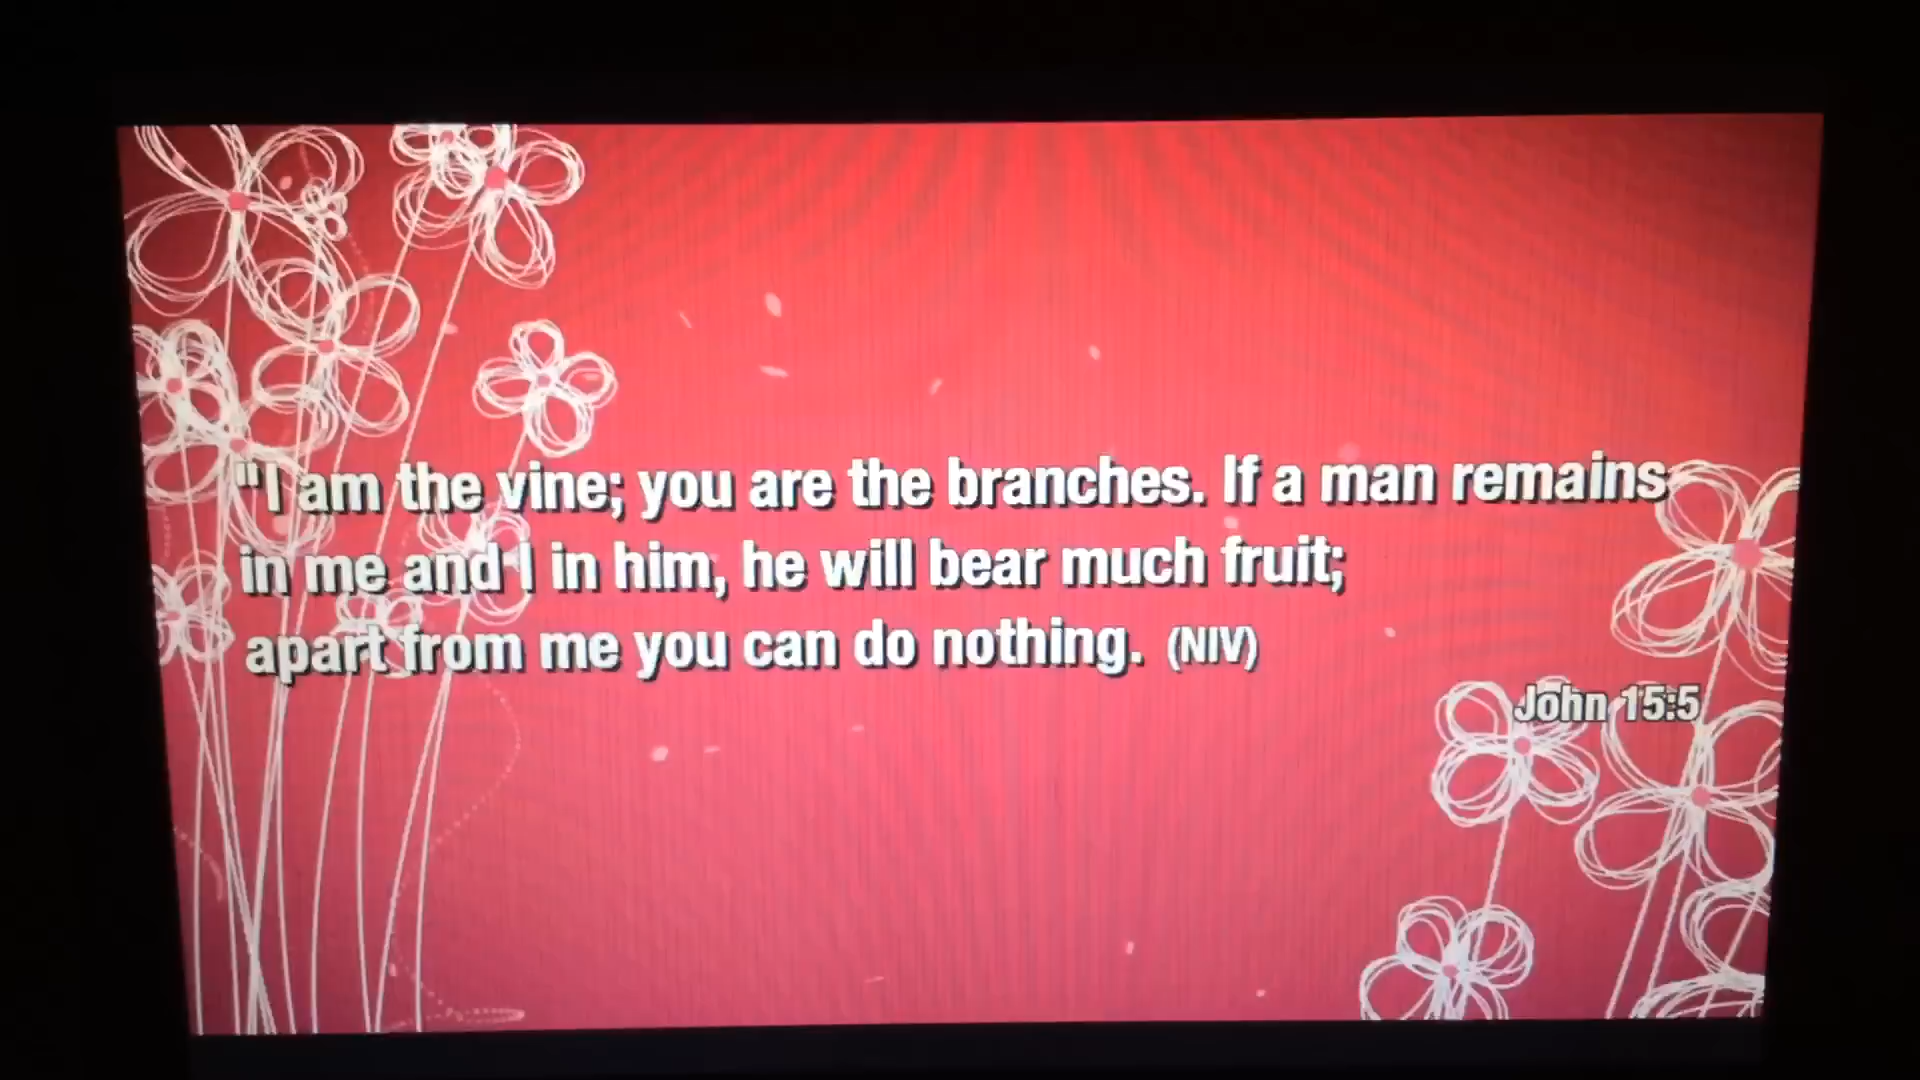 "I am the vine; you are the branches. If a man remains
in me and I in him, he will bear much fruit;
apart from me you can do nothing. (NIV)
John 15:5